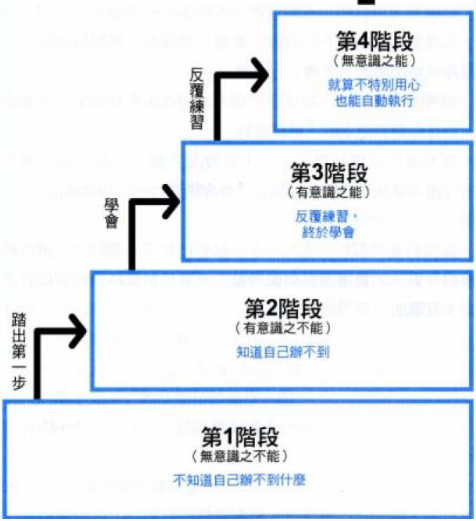 第4階段
(無意識之能)
就算不特別用心
也能自動執行
反覆練習
第3階段
(有意識之能)
反覆練習,
終於學會
學會
第2階段
(有意識之不能)
知道自己辦不到
踏出第一步
第1階段
(無意識之不能)
不知道自己辦不到什麼